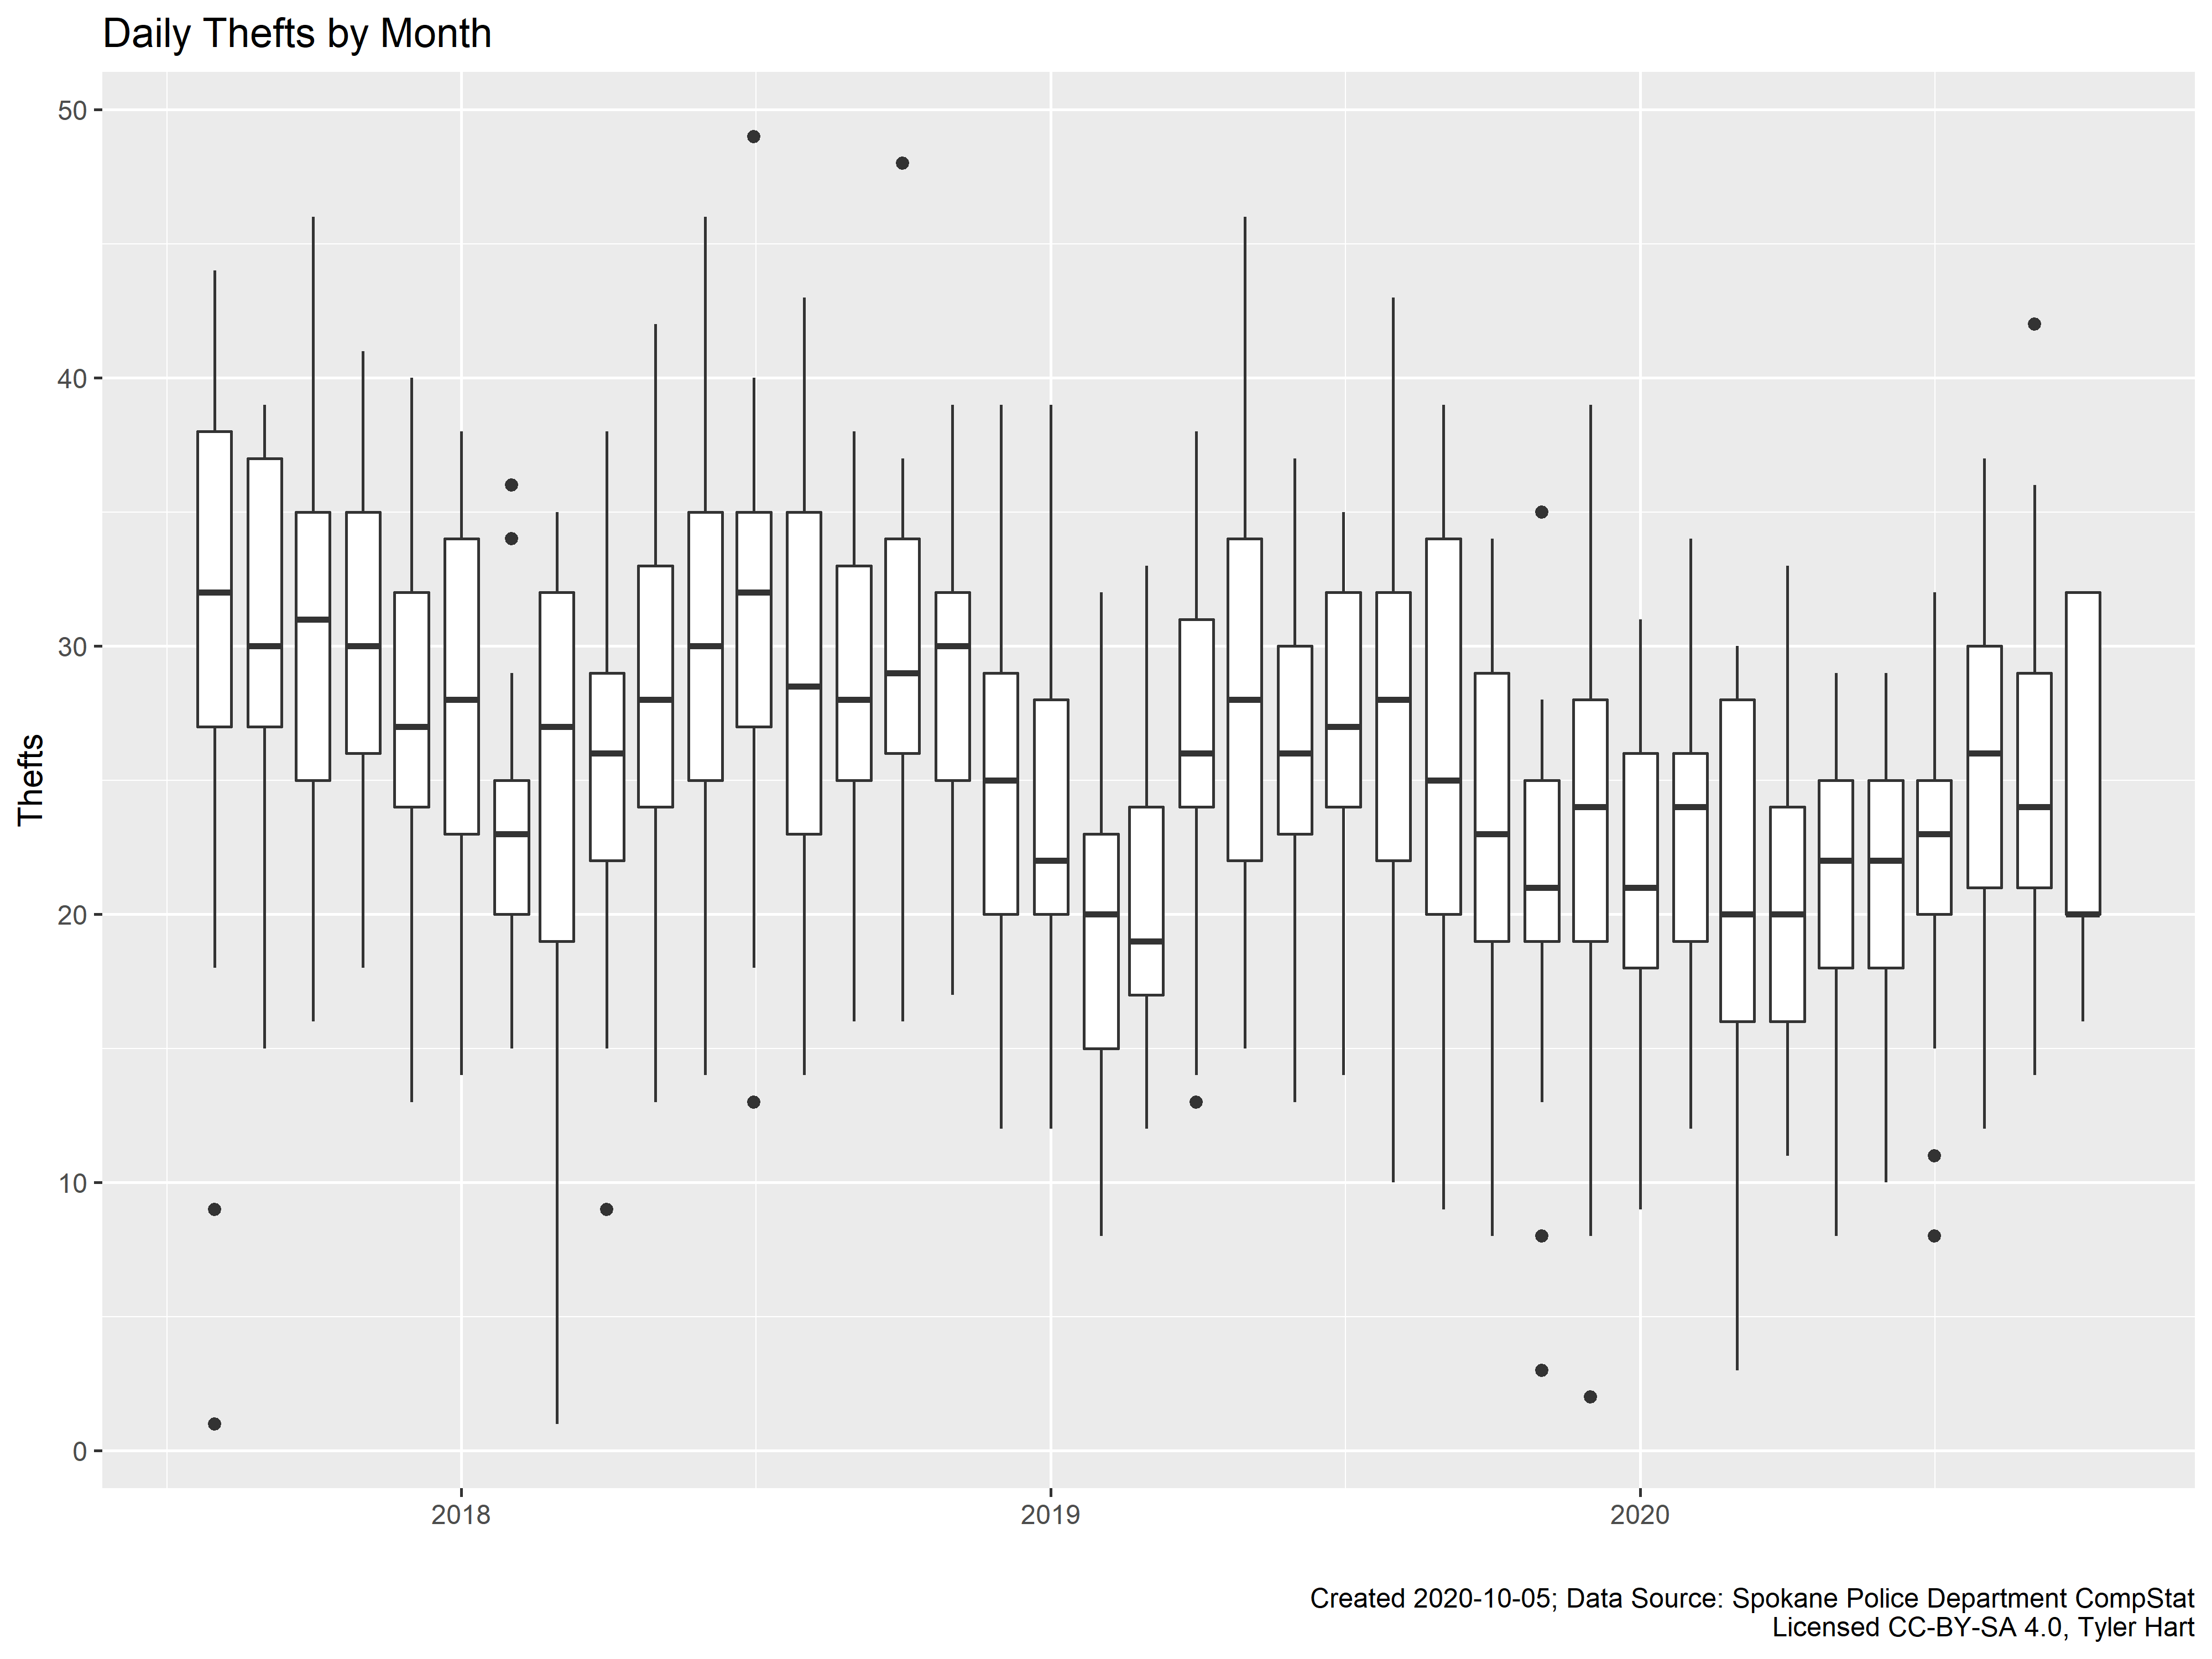 Daily Thefts by Month
50
40
30
20
10
0
Thefts
2018
2019
2020
Created 2020-10-05; Data Source: Spokane Police Department CompStat
Licensed CC-BY-SA 4.0, Tyler Hart